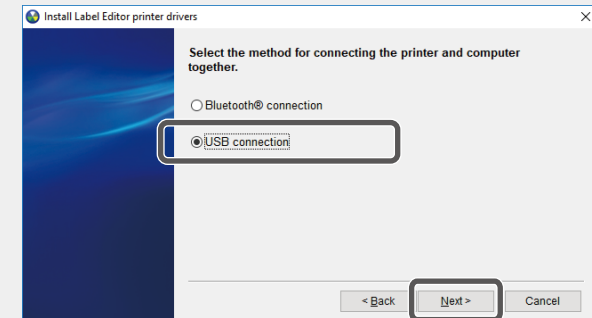 Install Label Editor printer drivers
Select the method for connecting the printer and computer
together.
Bluetooth® connection
USB connection
< Back
Next >
Cancel